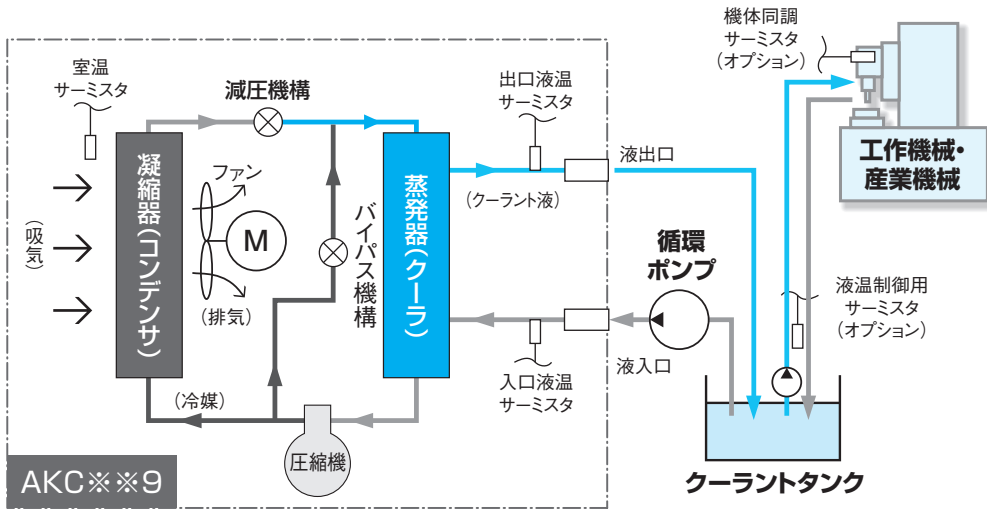 室温
サーミスタ
減圧機構
出口液温
サーミスタ
機体同調
サーミスタ
(オプション)
凝縮器(コンデンサ)
ファン
M
(吸気)
(排気)
バイパス機構
蒸発器(クーラ)
(クーラント液)
液出口
工作機械・
産業機械
循環
ポンプ
液温制御用
サーミスタ
(オプション)
液入口
入口液温
サーミスタ
(冷媒)
圧縮機
クーラントタンク
AKC※※9